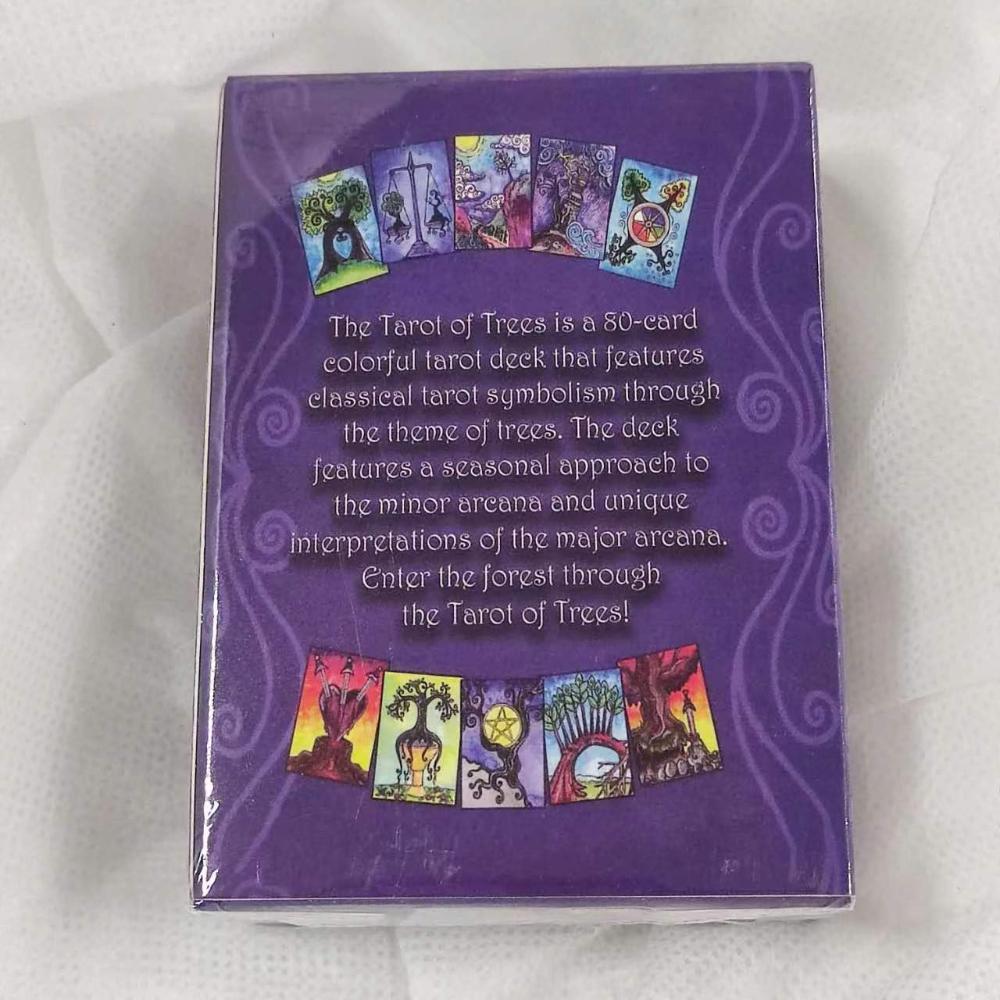 The Tarot of Trees is a 80-card
colorful tarot deck that features
classical tarot symbolism through
the theme of trees. The deck
features a seasonal approach to
the minor arcana and unique
interpretations of the major arcana.
Enter the forest through
the Tarot of Trees!